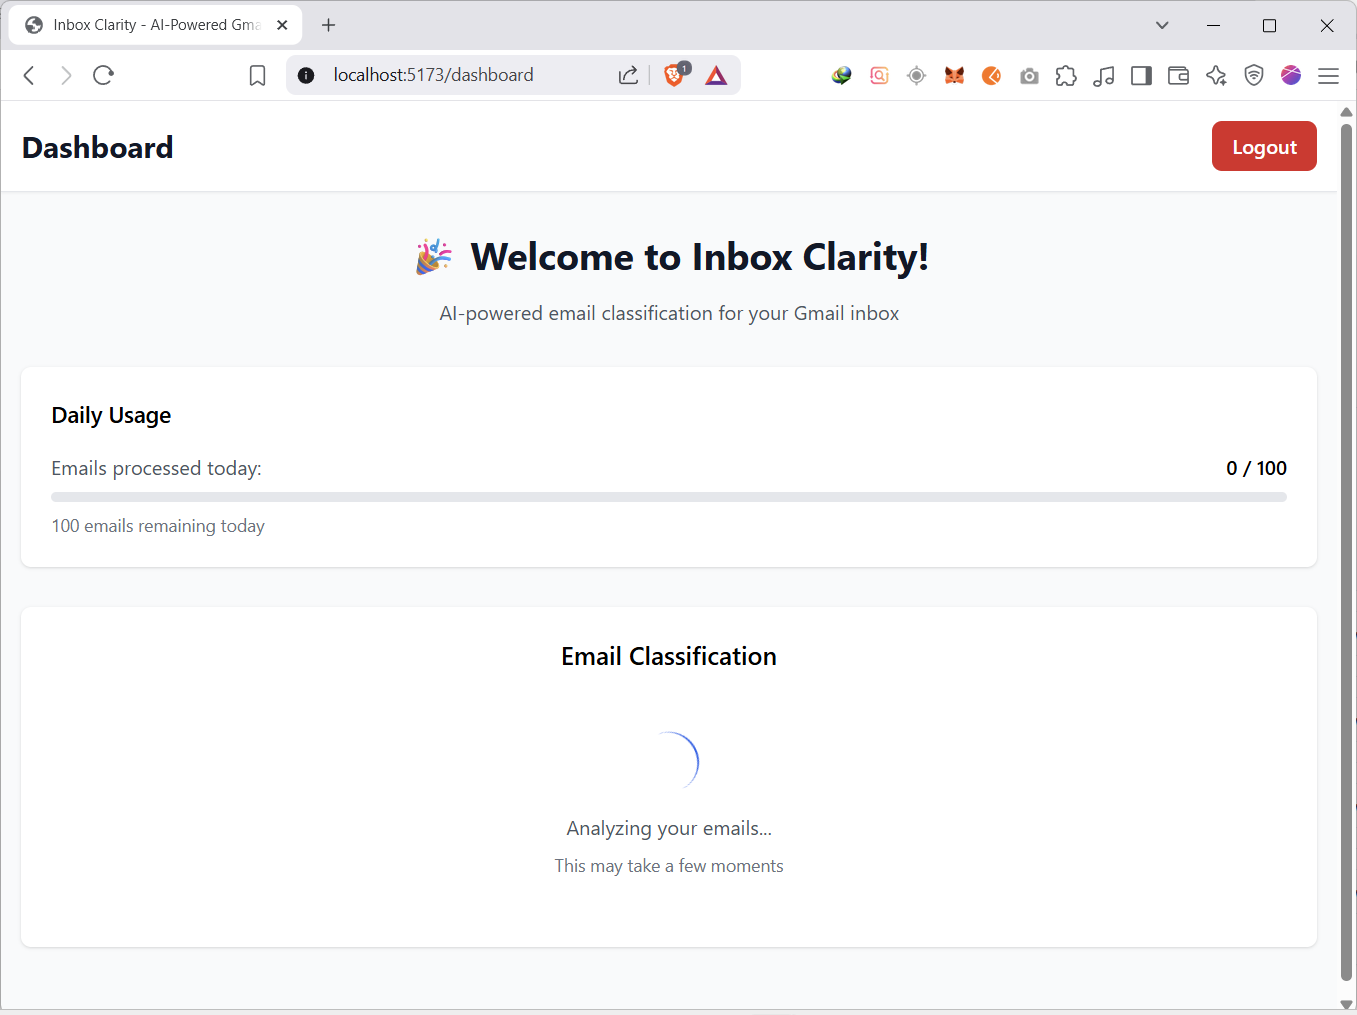 Inbox Clarity - AI-Powered Gma
localhost:5173/dashboard
1
Dashboard
Logout
Welcome to Inbox Clarity!
AI-powered email classification for your Gmail inbox
Daily Usage
Emails processed today:
0 / 100
100 emails remaining today
Email Classification
Analyzing your emails...
This may take a few moments